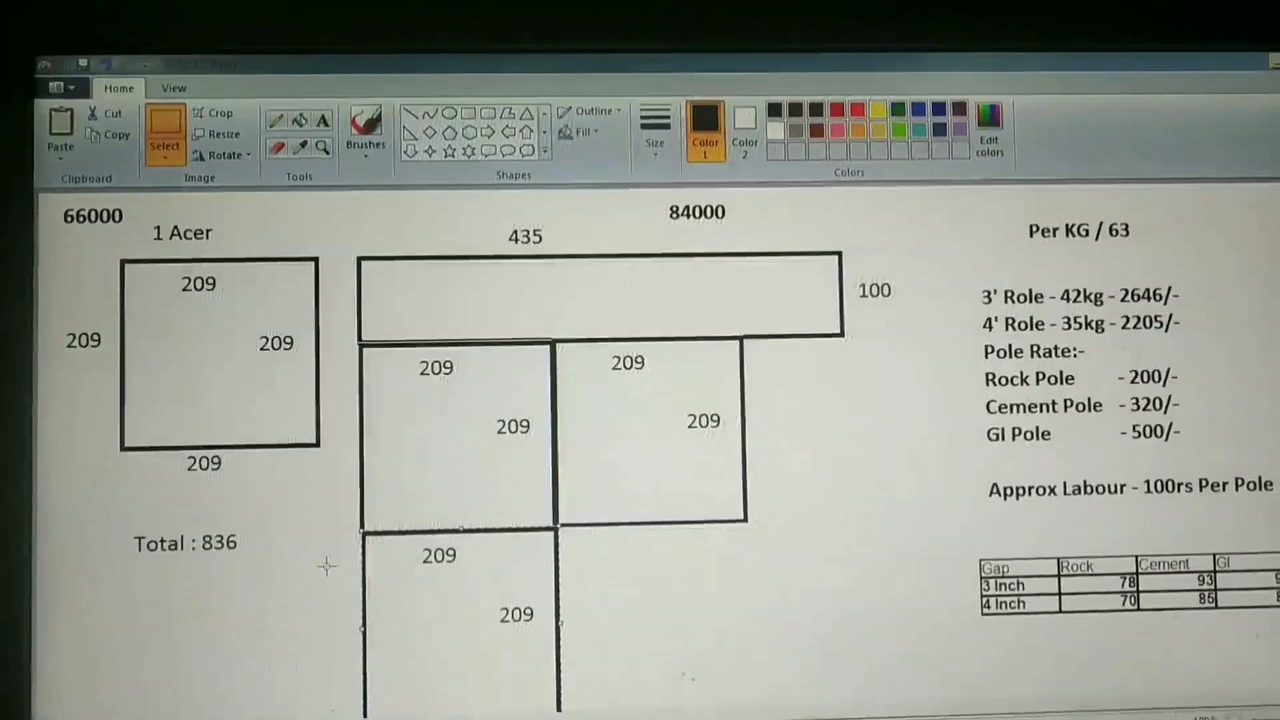 Home View
Cut
Copy
Paste
Clipboard
Crop
Resize
Rotate
Select
Image
A
Tools
Brushes
Outline
Fill
Shapes
Size
Color 1
Color 2
Edit colors
Colors
66000
1 Acer
209
209
209
209
Total : 836
84000
435
100
209
209
209
209
209
209
Per KG / 63
3' Role - 42kg - 2646/-
4' Role - 35kg - 2205/-
Pole Rate:-
Rock Pole - 200/-
Cement Pole - 320/-
GI Pole - 500/-
Approx Labour - 100rs Per Pole
Gap Rock Cement GI
3 Inch 78 93
4 Inch 70 85